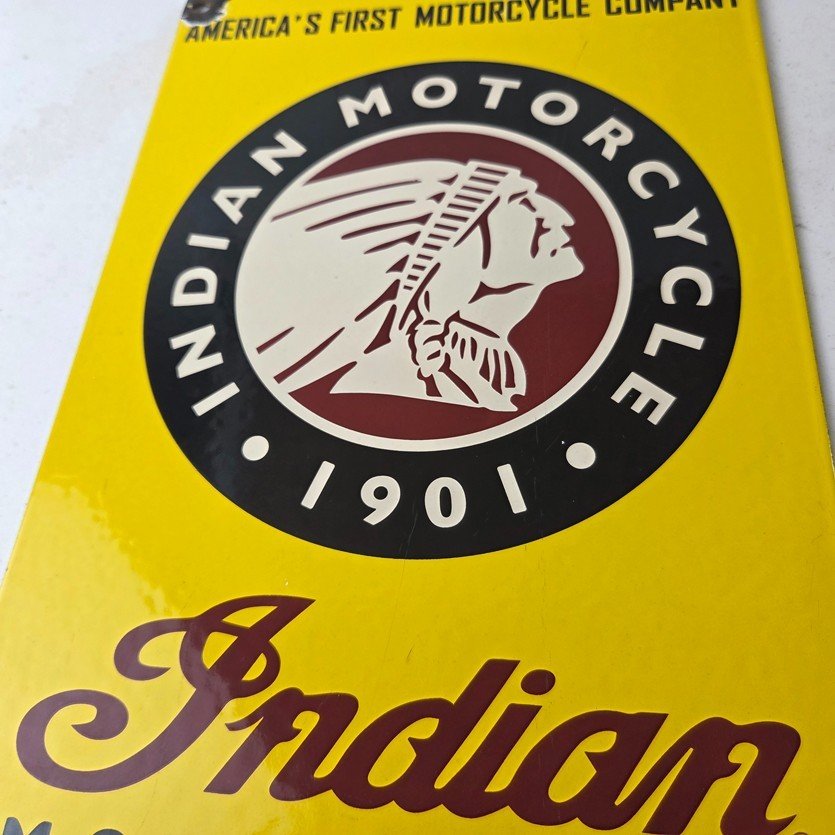 AMERICA'S FIRST MOTORCYCLE COMPANY
INDIAN MOTORCYCLE
• 1901 •
Indian